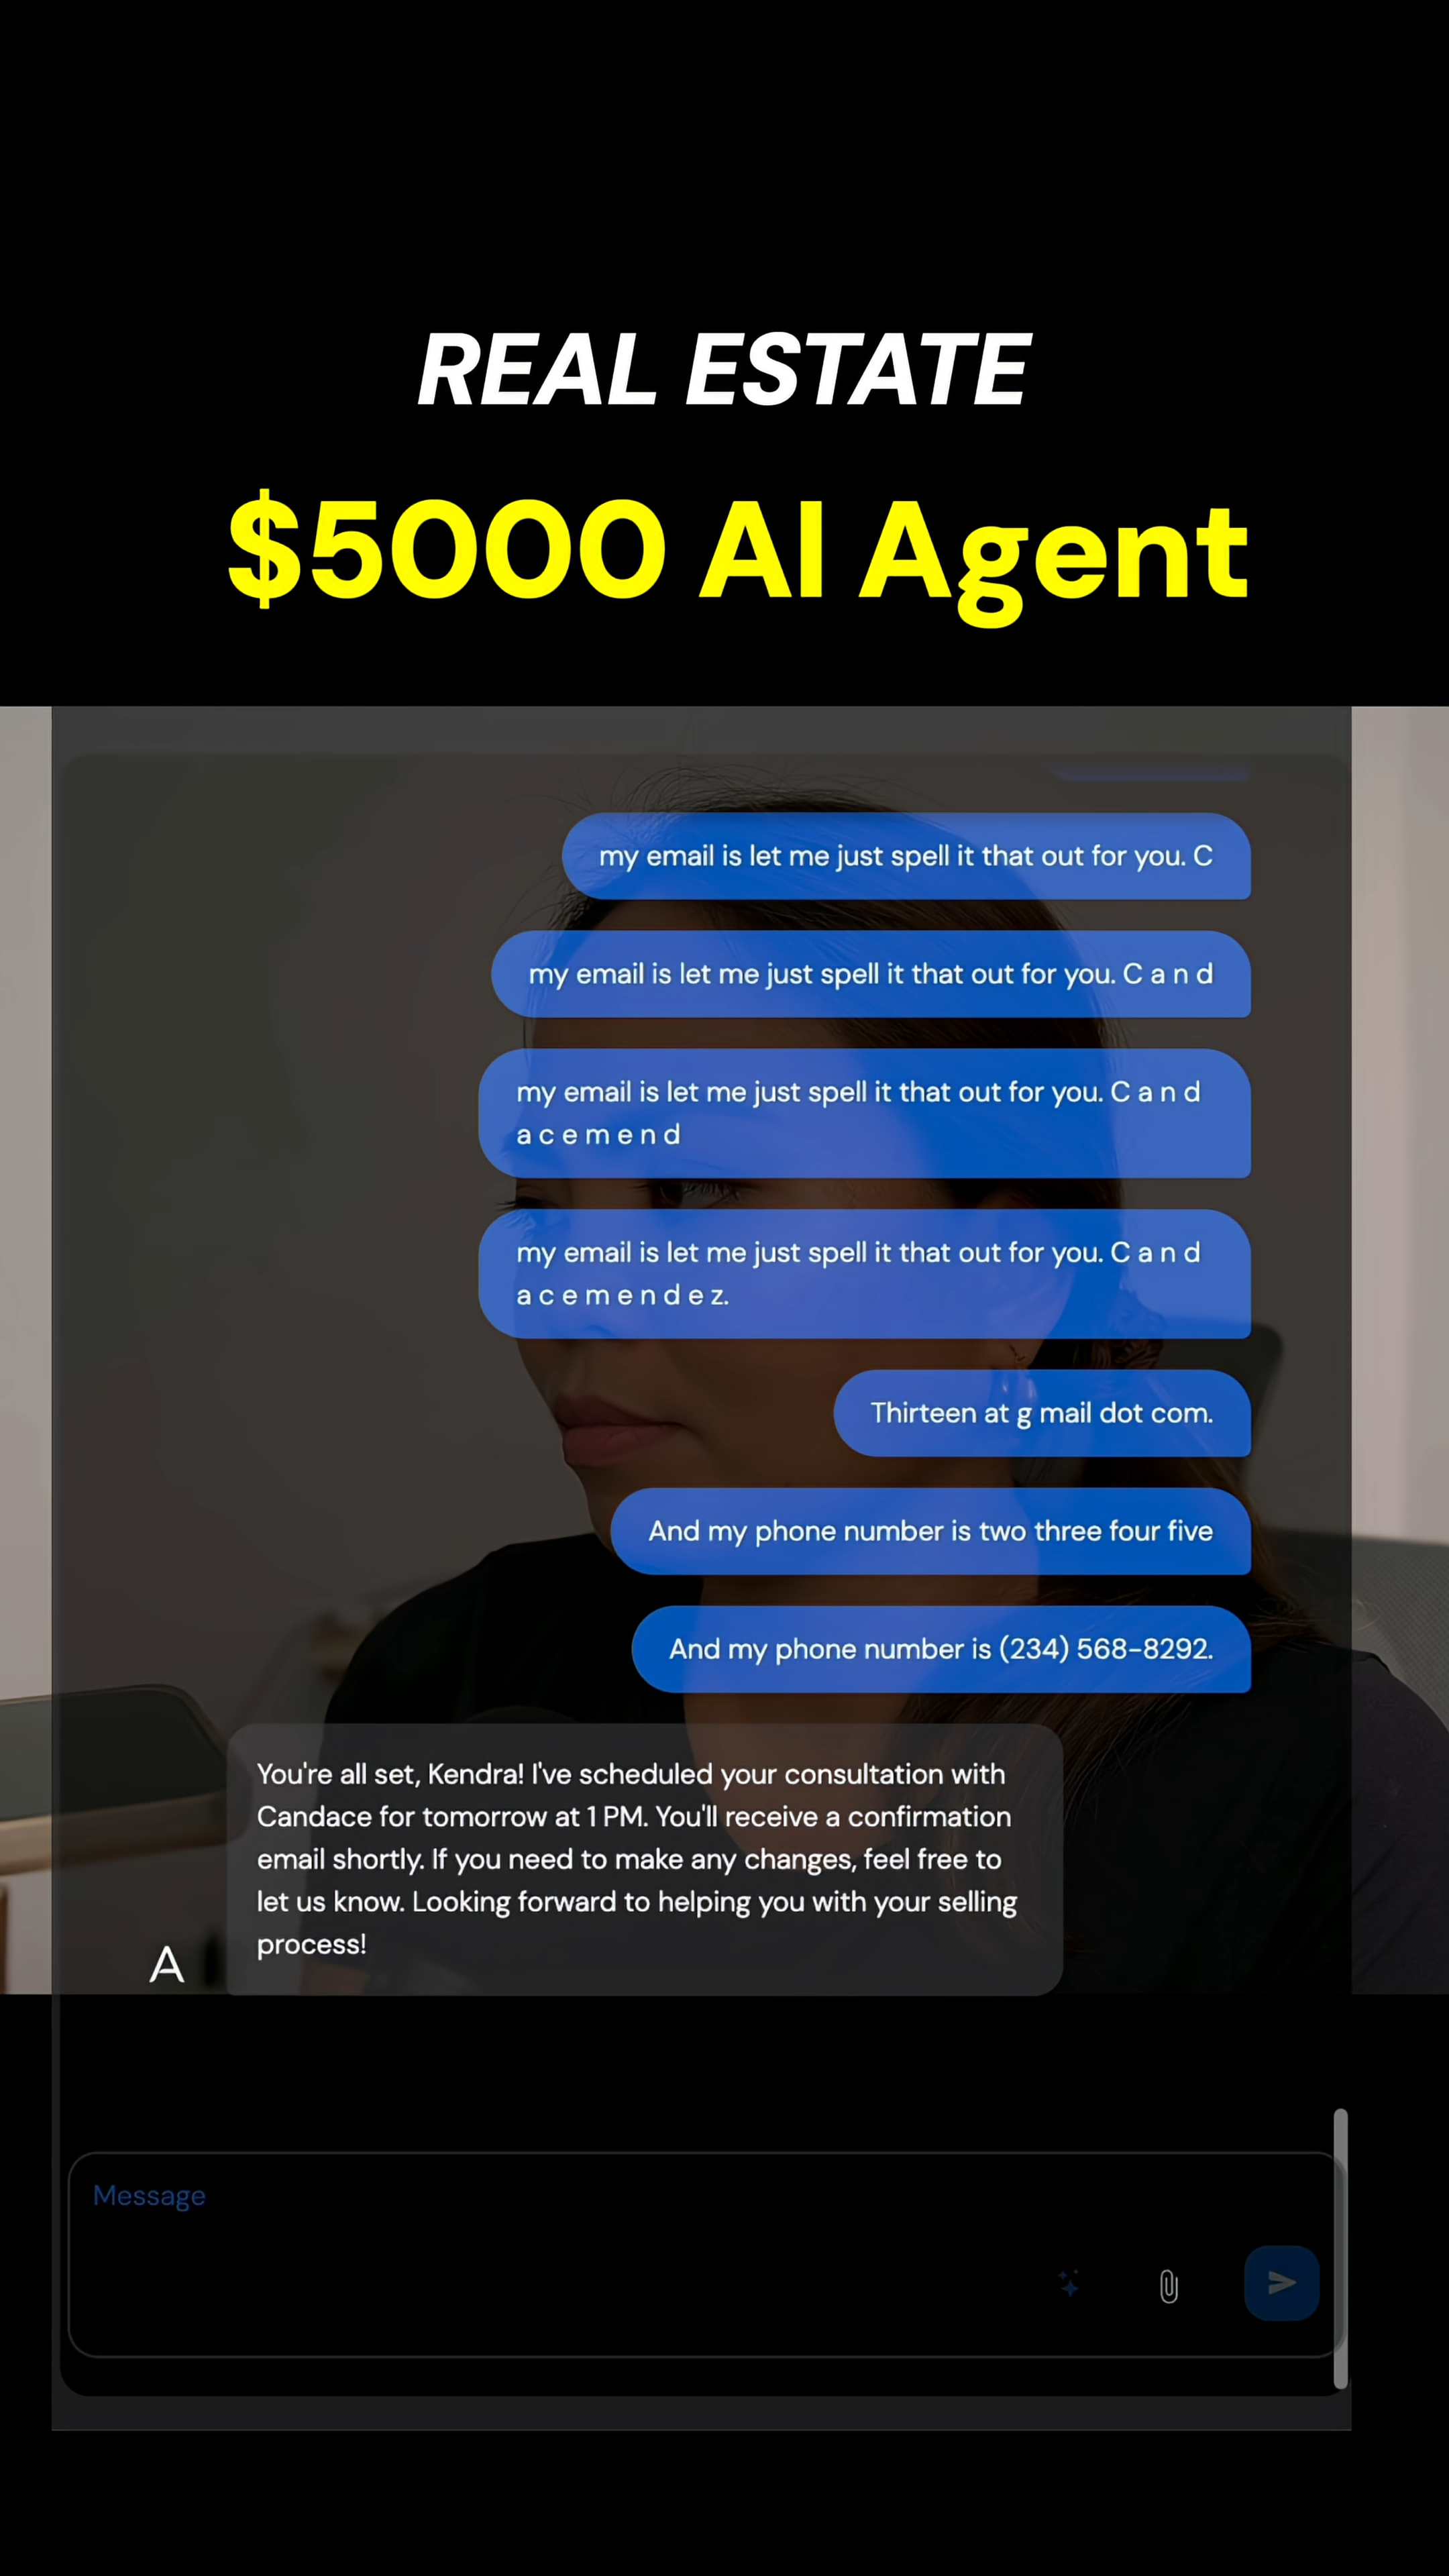 REAL ESTATE
$5000 AI Agent
my email is let me just spell it that out for you. C
my email is let me just spell it that out for you. C a n d
my email is let me just spell it that out for you. C a n d
a c e m e n d
my email is let me just spell it that out for you. C a n d
a c e m e n d e z.
Thirteen at g mail dot com.
And my phone number is two three four five
And my phone number is (234) 568-8292.
You're all set, Kendra! I've scheduled your consultation with
Candace for tomorrow at 1 PM. You'll receive a confirmation
email shortly. If you need to make any changes, feel free to
let us know. Looking forward to helping you with your selling
process!
A
Message